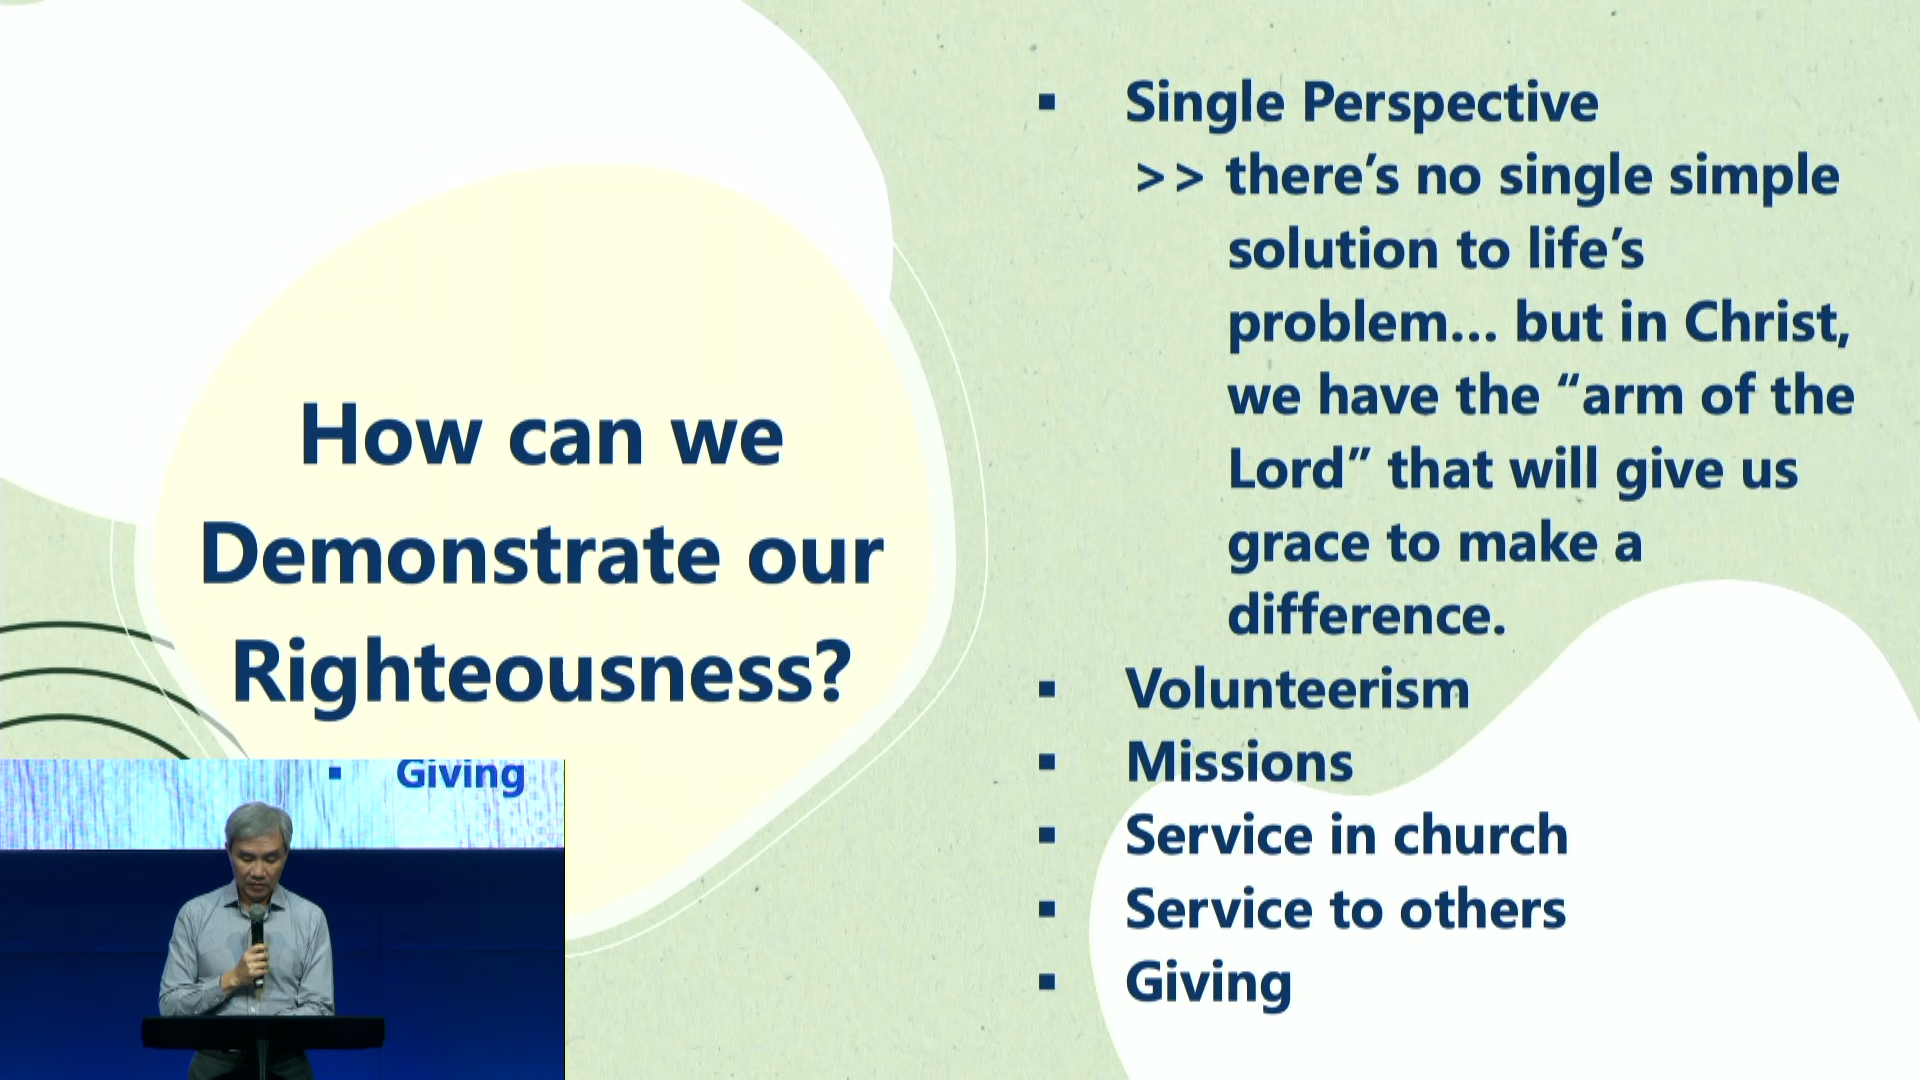 How can we
Demonstrate our
Righteousness?
▪ Single Perspective
>> there’s no single simple
solution to life’s
problem... but in Christ,
we have the “arm of the
Lord” that will give us
grace to make a
difference.
▪ Volunteerism
▪ Missions
▪ Service in church
▪ Service to others
▪ Giving
▪ Giving